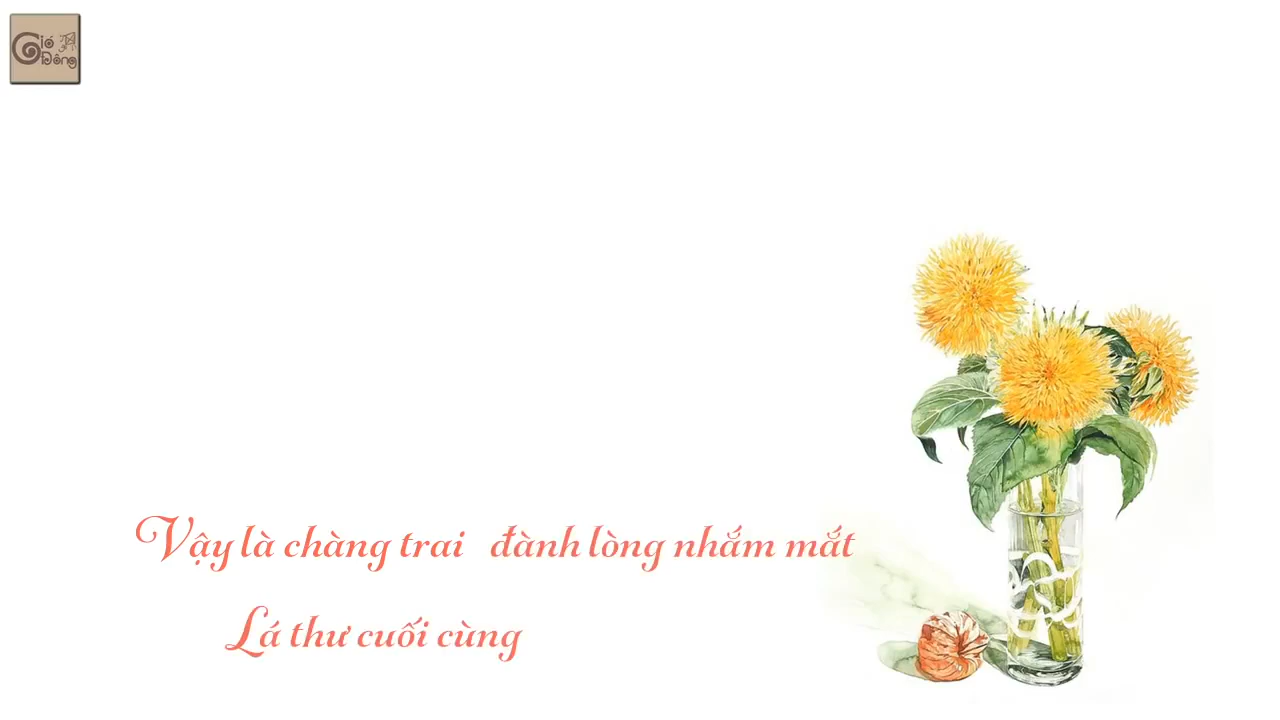 Gió
Đông
Vậy là chàng trai đành lòng nhắm mắt
Lá thư cuối cùng